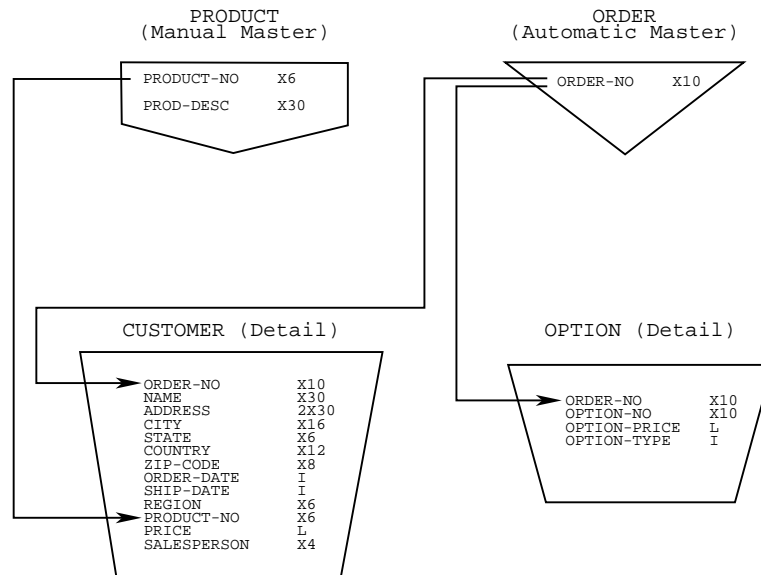 PRODUCT
(Manual Master)
PRODUCT-NO X6
PROD-DESC X30
ORDER
(Automatic Master)
ORDER-NO X10
CUSTOMER (Detail)
ORDER-NO X10
NAME X30
ADDRESS 2X30
CITY X16
STATE X6
COUNTRY X12
ZIP-CODE X8
ORDER-DATE I
SHIP-DATE I
REGION X6
PRODUCT-NO X6
PRICE L
SALESPERSON X4
OPTION (Detail)
ORDER-NO X10
OPTION-NO X10
OPTION-PRICE L
OPTION-TYPE I